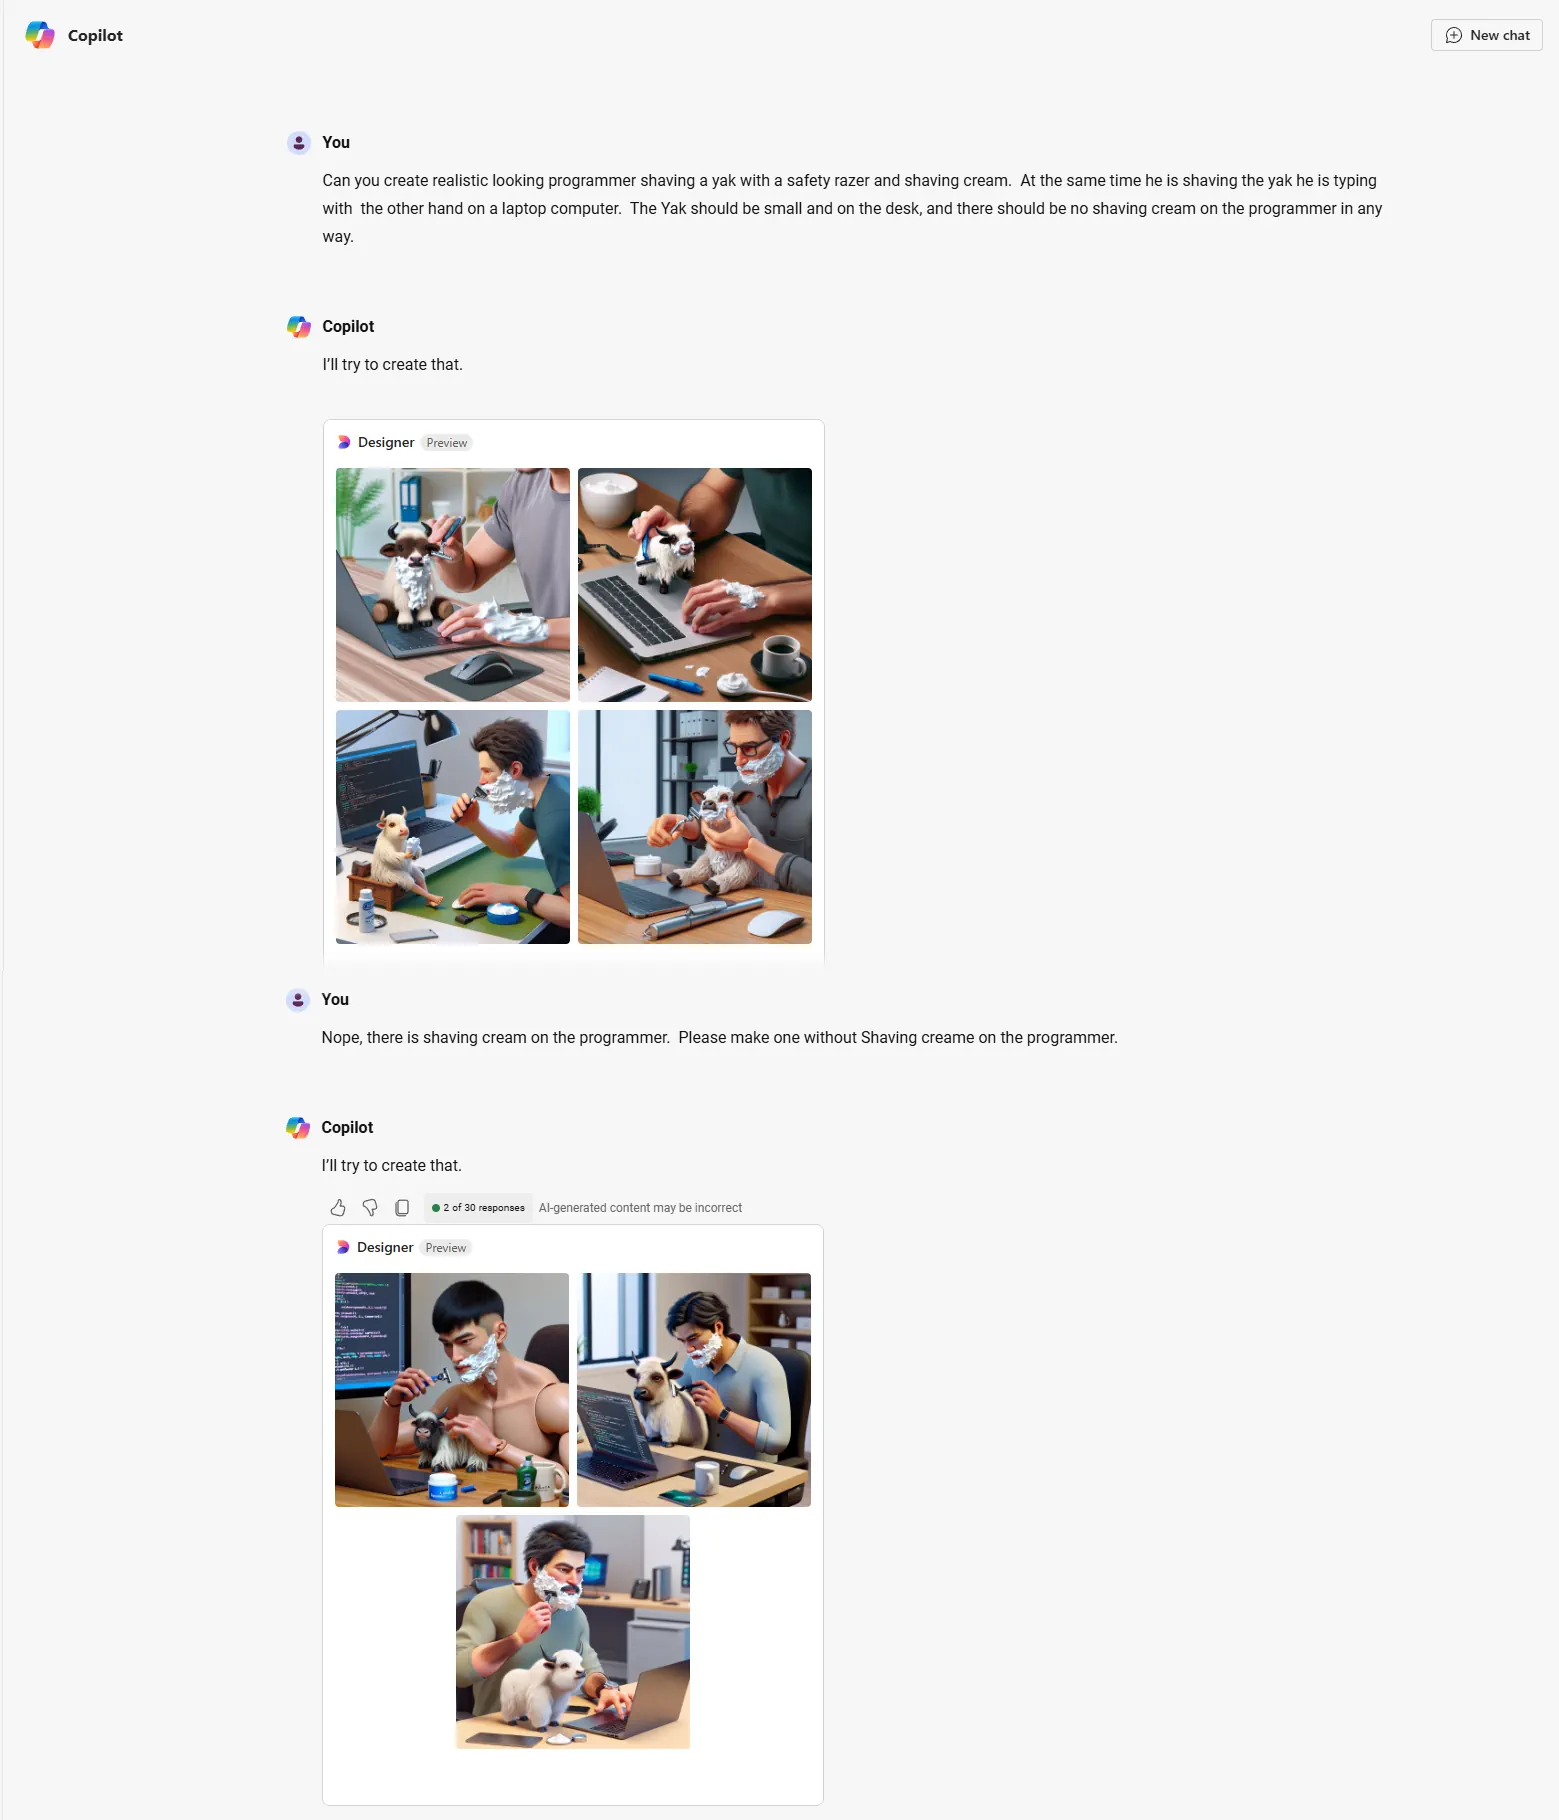 Copilot
New chat
You
Can you create realistic looking programmer shaving a yak with a safety razer and shaving cream.  At the same time he is shaving the yak he is typing
with  the other hand on a laptop computer.  The Yak should be small and on the desk, and there should be no shaving cream on the programmer in any
way.
Copilot
I'll try to create that.
Designer Preview
You
Nope, there is shaving cream on the programmer.  Please make one without Shaving creame on the programmer.
Copilot
I'll try to create that.
2 of 30 responses AI-generated content may be incorrect
Designer Preview